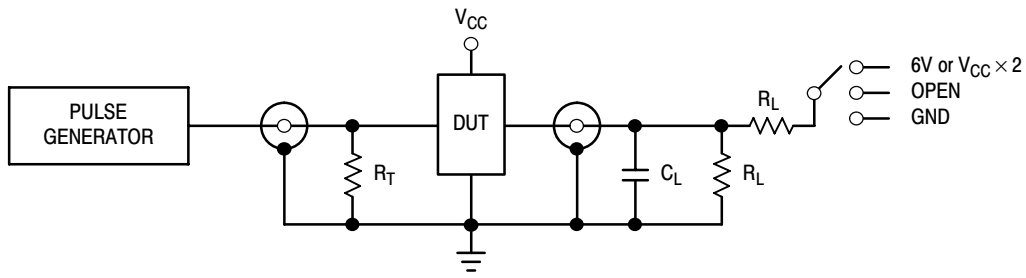 V_CC
PULSE
GENERATOR
DUT
R_T
C_L
R_L
R_L
6V or V_CC × 2
OPEN
GND